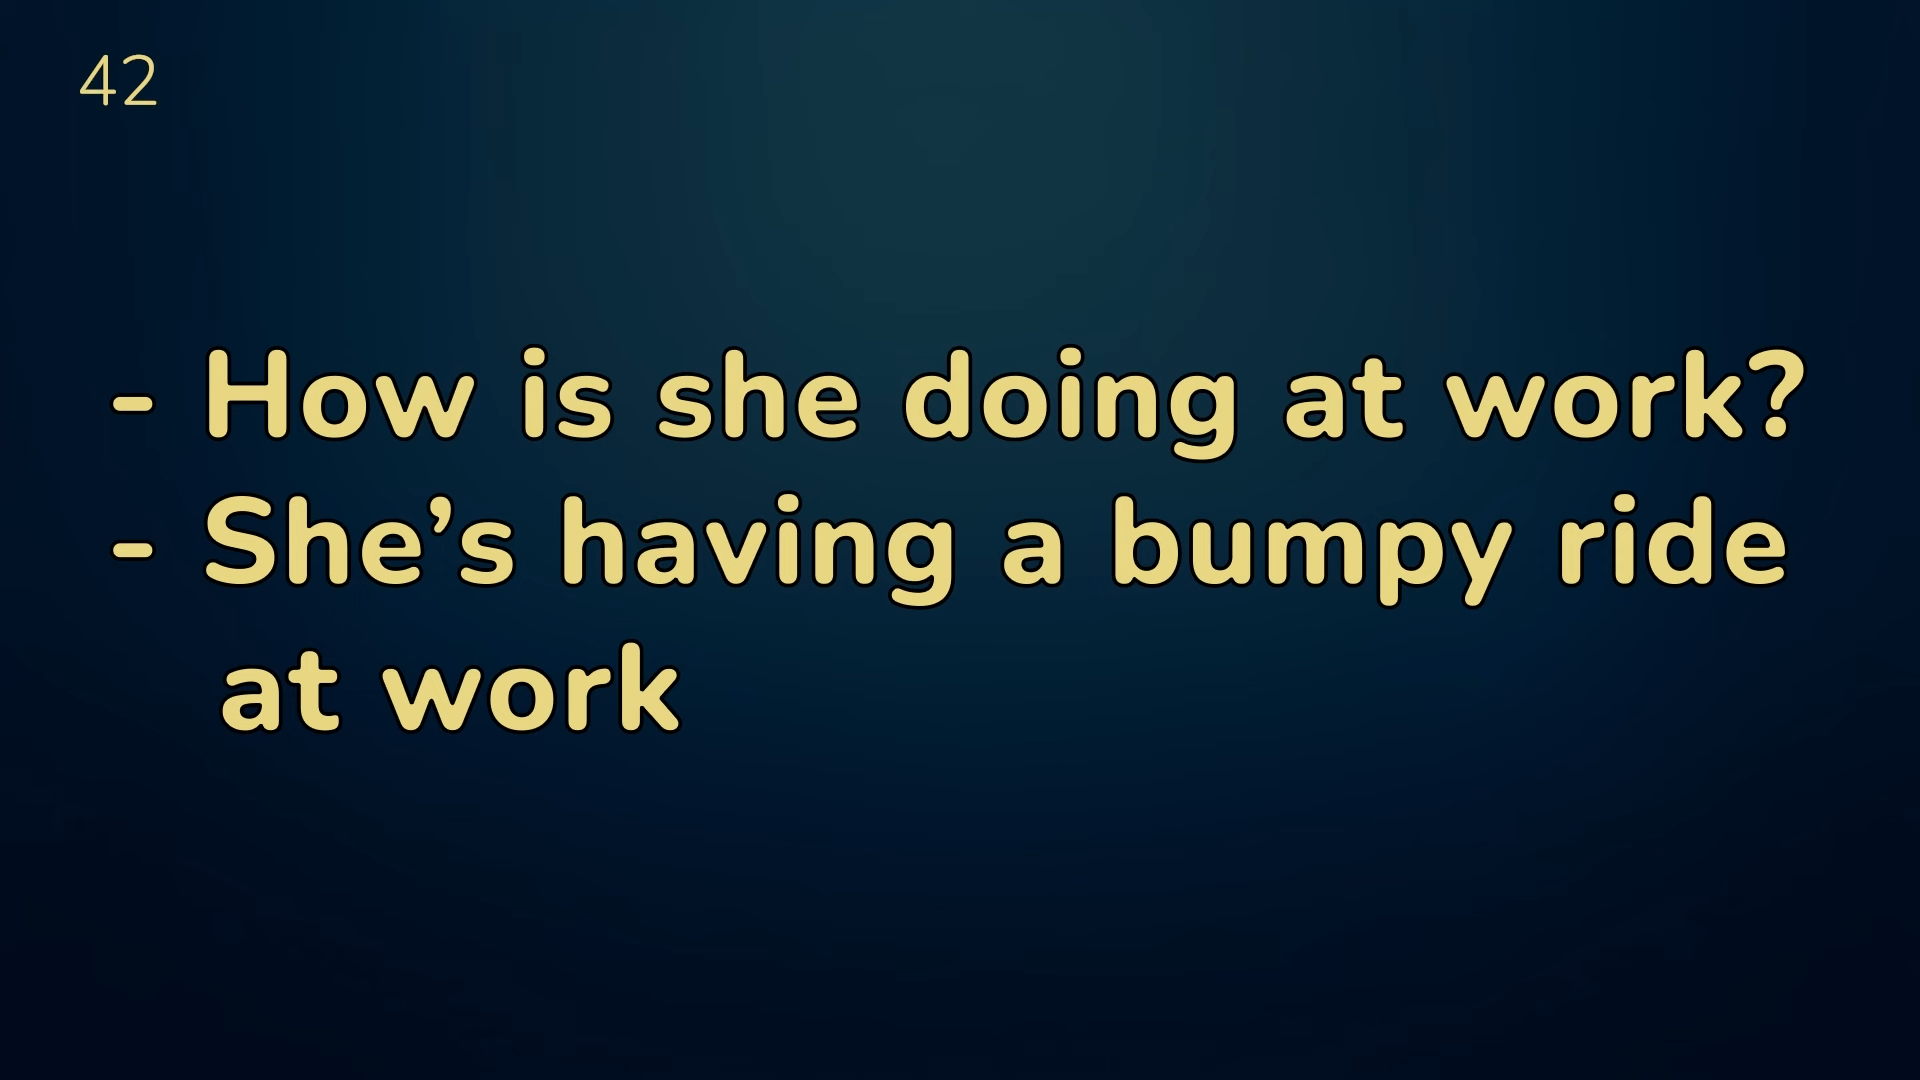 42
- How is she doing at work?
- She’s having a bumpy ride
at work